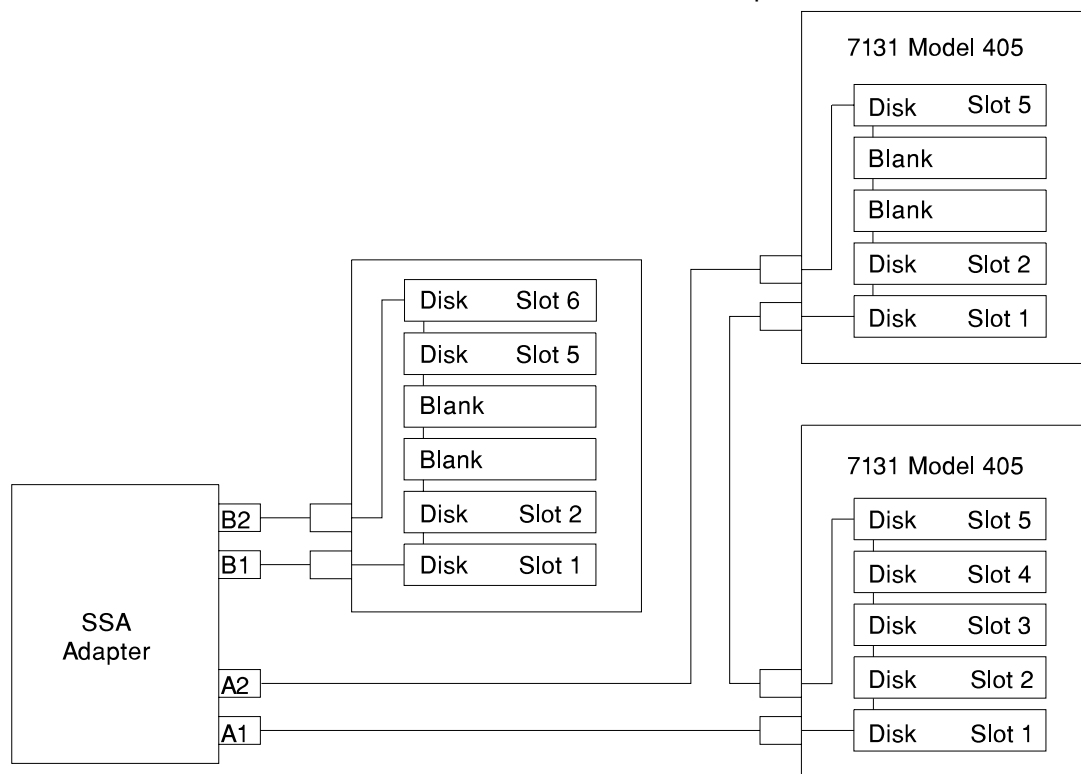 7131 Model 405
Disk Slot 5
Blank
Blank
Disk Slot 2
Disk Slot 1
Disk Slot 6
Disk Slot 5
Blank
Blank
Disk Slot 2
Disk Slot 1
7131 Model 405
Disk Slot 5
Disk Slot 4
Disk Slot 3
Disk Slot 2
Disk Slot 1
B2
B1
SSA
Adapter
A2
A1